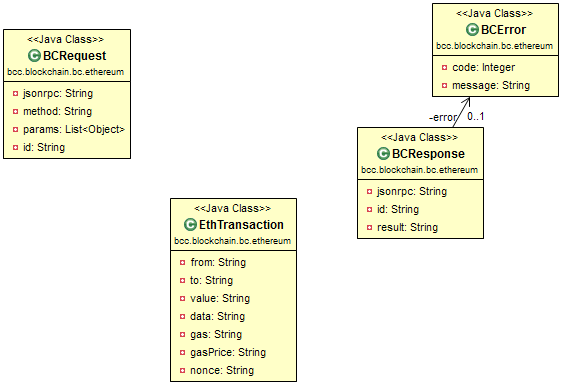 <<Java Class>>
BCRequest
bcc.blockchain.bc.ethereum
jsonrpc: String
method: String
params: List<Object>
id: String
<<Java Class>>
BCError
bcc.blockchain.bc.ethereum
code: Integer
message: String
-error
0..1
<<Java Class>>
BCResponse
bcc.blockchain.bc.ethereum
jsonrpc: String
id: String
result: String
<<Java Class>>
EthTransaction
bcc.blockchain.bc.ethereum
from: String
to: String
value: String
data: String
gas: String
gasPrice: String
nonce: String